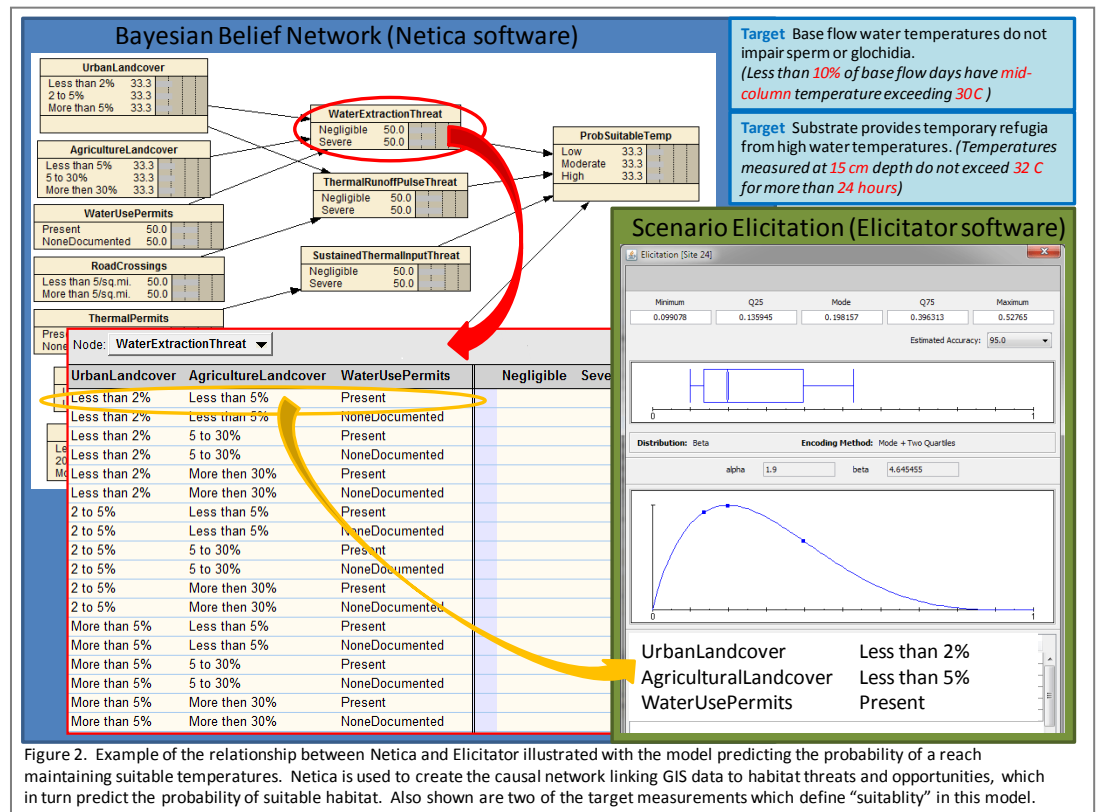 Bayesian Belief Network (Netica software)
UrbanLandcover
Less than 2% 33.3
2 to 5% 33.3
More than 5% 33.3
AgricultureLandcover
Less than 5% 33.3
5 to 30% 33.3
More then 30% 33.3
WaterUsePermits
Present 50.0
NoneDocumented 50.0
RoadCrossings
Less than 5/sq.mi. 50.0
More than 5/sq.mi. 50.0
ThermalPermits
WaterExtractionThreat
Negligible 50.0
Severe 50.0
ThermalRunoffPulseThreat
Negligible 50.0
Severe 50.0
SustainedThermalInputThreat
Negligible 50.0
Severe 50.0
ProbSuitableTemp
Low 33.3
Moderate 33.3
High 33.3
Target Base flow water temperatures do not
impair sperm or glochidia.
(Less than 10% of base flow days have mid-
column temperature exceeding 30C )
Target Substrate provides temporary refugia
from high water temperatures. (Temperatures
measured at 15 cm depth do not exceed 32 C
for more than 24 hours)
Node: WaterExtractionThreat
UrbanLandcover AgricultureLandcover WaterUsePermits Negligible Seve
Less than 2% Less than 5% Present
Less than 2% Less than 5% NoneDocumented
Less than 2% 5 to 30% Present
Less than 2% 5 to 30% NoneDocumented
Less than 2% More then 30% Present
Less than 2% More then 30% NoneDocumented
2 to 5% Less than 5% Present
2 to 5% Less than 5% NoneDocumented
2 to 5% 5 to 30% Present
2 to 5% 5 to 30% NoneDocumented
2 to 5% More then 30% Present
2 to 5% More then 30% NoneDocumented
More than 5% Less than 5% Present
More than 5% Less than 5% NoneDocumented
More than 5% 5 to 30% Present
More than 5% 5 to 30% NoneDocumented
More than 5% More then 30% Present
More than 5% More then 30% NoneDocumented
Scenario Elicitation (Elicitator software)
Elicitation [Site 24]
Minimum Q25 Mode Q75 Maximum
0.099078 0.135945 0.198157 0.396313 0.52765
Estimated Accuracy: 95.0
0 1
Distribution: Beta Encoding Method: Mode + Two Quartiles
alpha 1.9 beta 4.645455
0 1
UrbanLandcover Less than 2%
AgriculturalLandcover Less than 5%
WaterUsePermits Present
Figure 2. Example of the relationship between Netica and Elicitator illustrated with the model predicting the probability of a reach
maintaining suitable temperatures. Netica is used to create the causal network linking GIS data to habitat threats and opportunities, which
in turn predict the probability of suitable habitat. Also shown are two of the target measurements which define “suitablity” in this model.